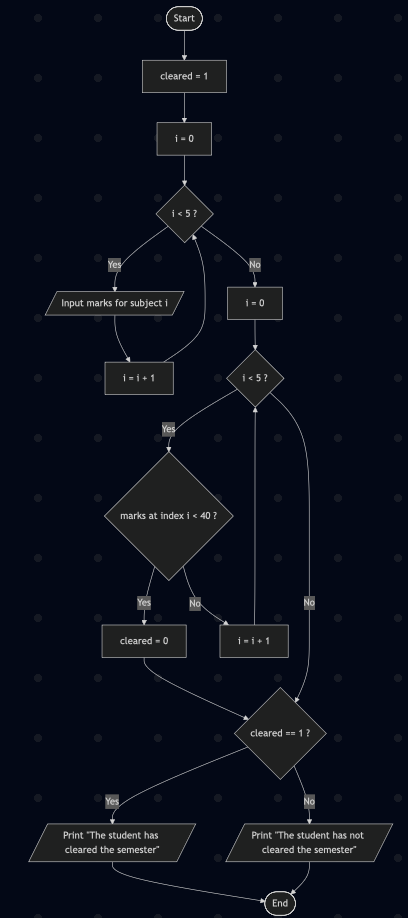 Start
cleared = 1
i = 0
i < 5 ?
Yes
No
Input marks for subject i
i = 0
i = i + 1
i < 5 ?
Yes
marks at index i < 40 ?
Yes
No
No
cleared = 0
i = i + 1
cleared == 1 ?
Yes
No
Print "The student has
cleared the semester"
Print "The student has not
cleared the semester"
End